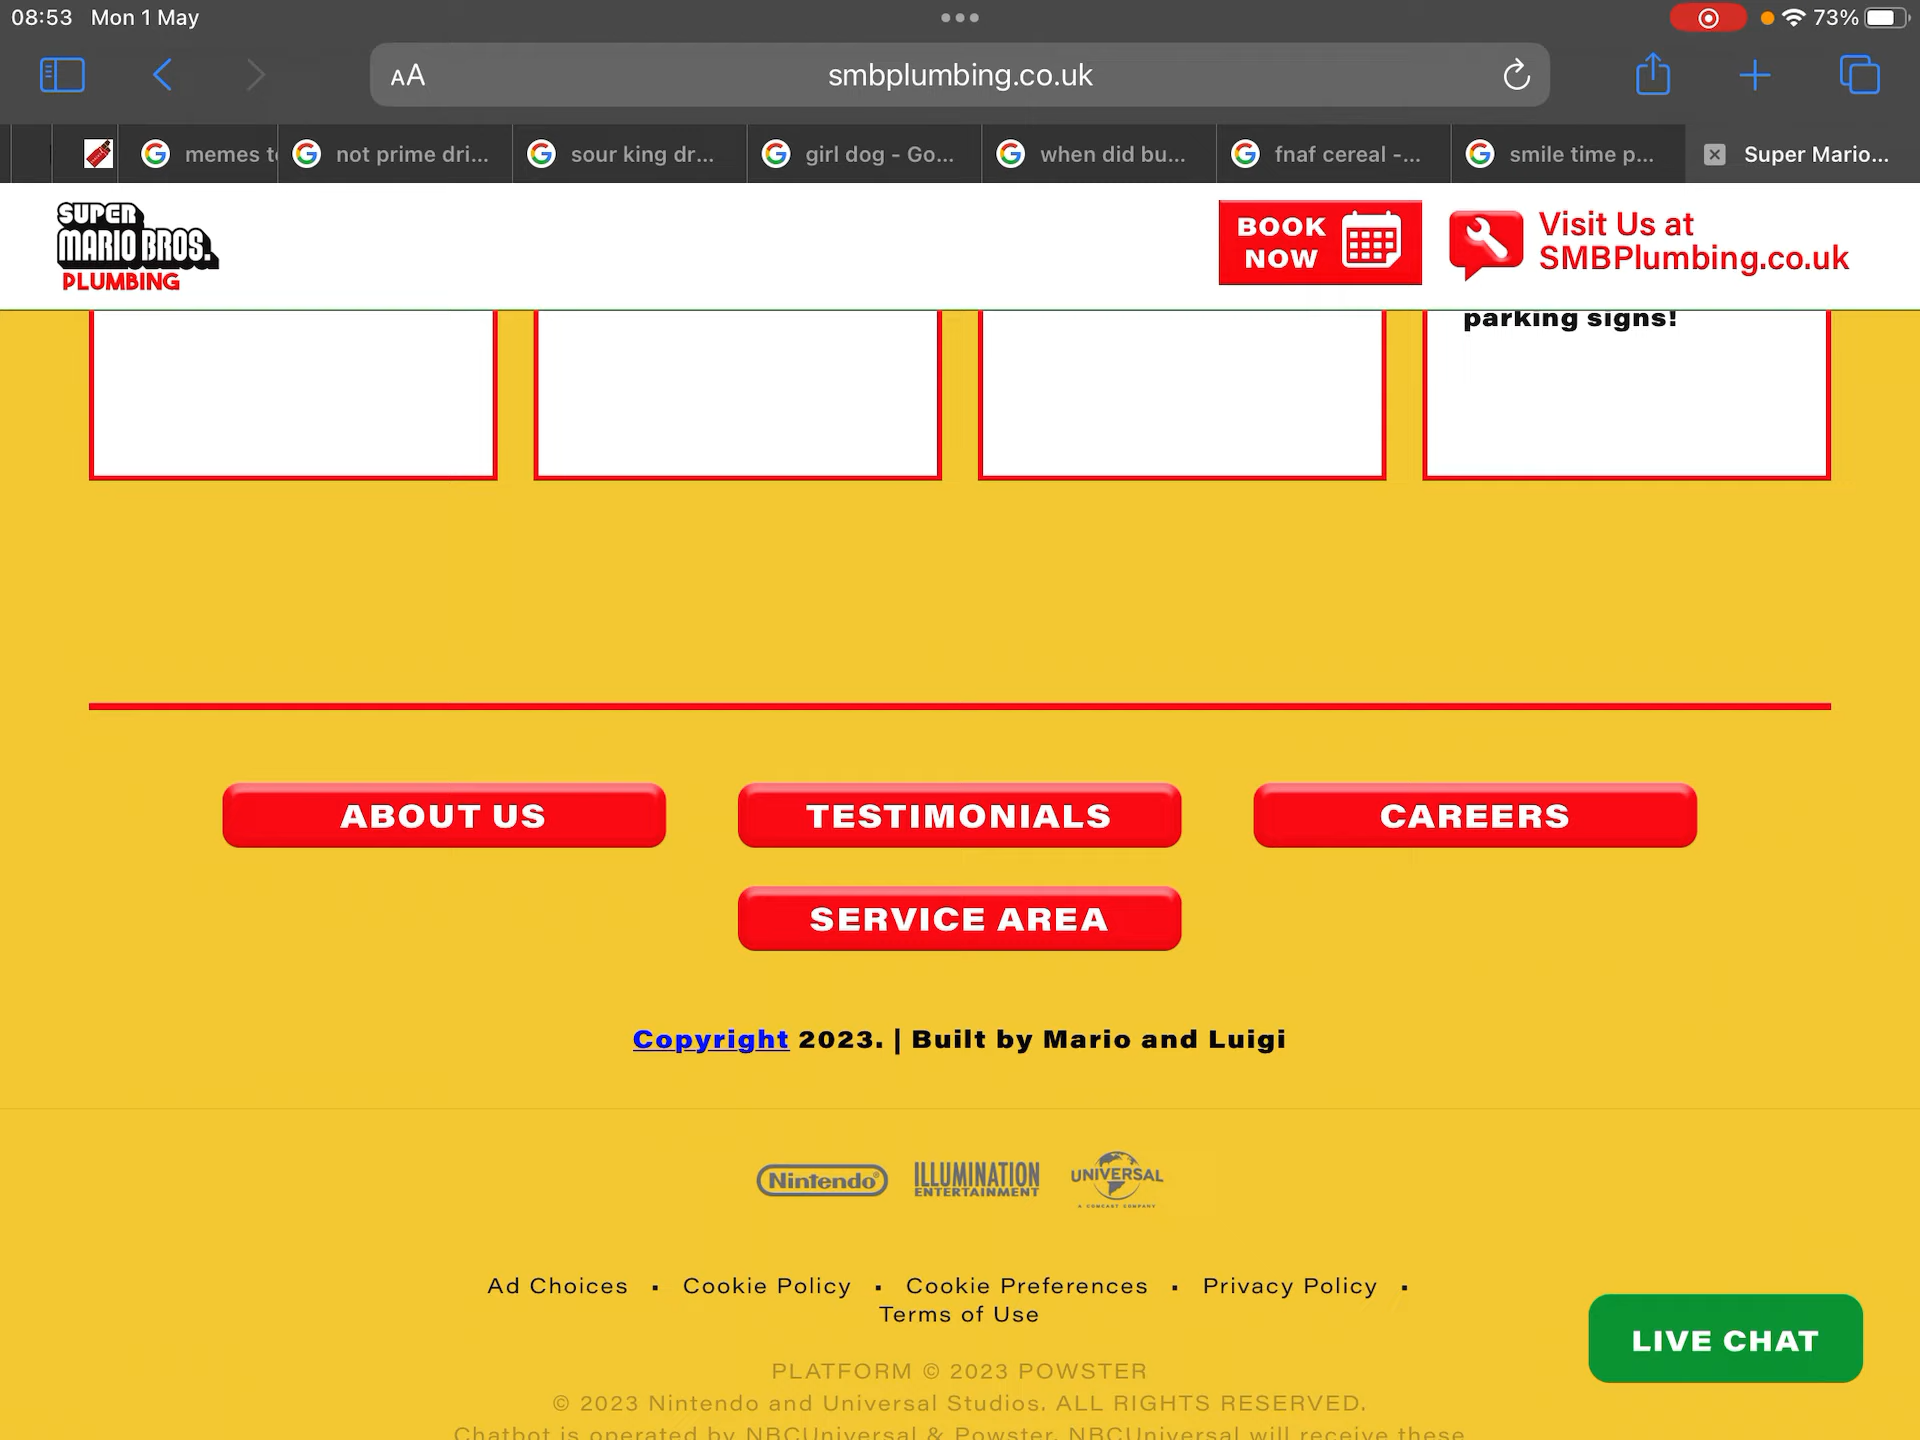 08:53 Mon 1 May
73%
AA
smbplumbing.co.uk
memes t
not prime dri...
sour king dr...
girl dog - Go...
when did bu...
fnaf cereal -...
smile time p...
Super Mario...
SUPER
MARIO BROS.
PLUMBING
BOOK
NOW
Visit Us at
SMBPlumbing.co.uk
parking signs!
ABOUT US
TESTIMONIALS
CAREERS
SERVICE AREA
Copyright 2023. | Built by Mario and Luigi
Nintendo®
ILLUMINATION
ENTERTAINMENT
UNIVERSAL
A COMCAST COMPANY
Ad Choices • Cookie Policy • Cookie Preferences • Privacy Policy •
Terms of Use
LIVE CHAT
PLATFORM © 2023 POWSTER
© 2023 Nintendo and Universal Studios. ALL RIGHTS RESERVED.
Chatbot is operated by NBCUniversal & Powster. NBCUniversal will receive these